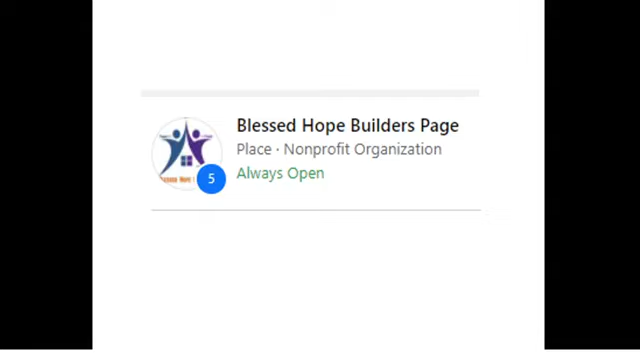 Blessed Hope Builders Page
Place · Nonprofit Organization
Always Open
5